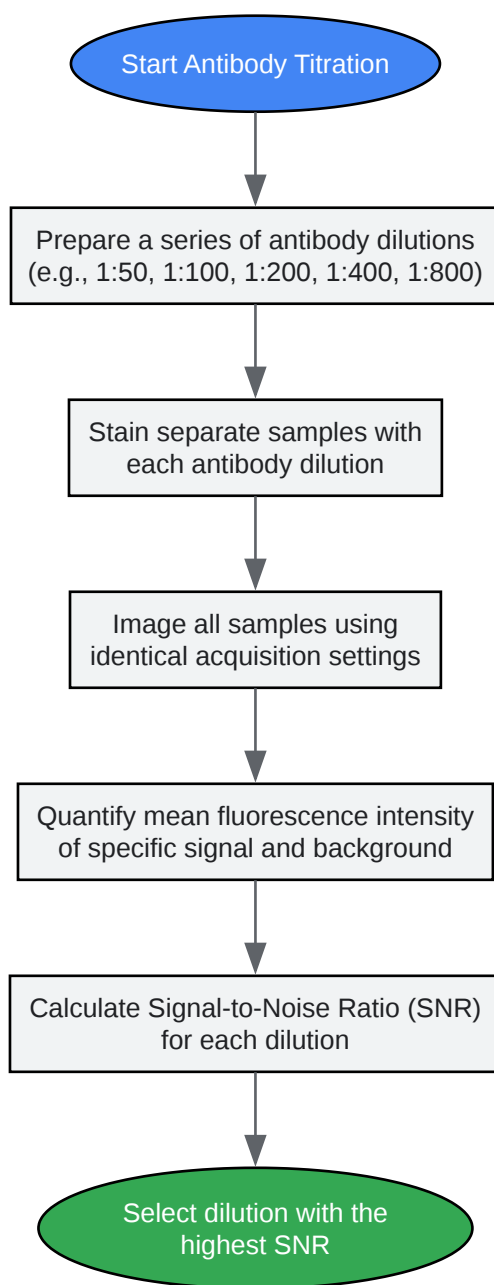 Start Antibody Titration
Prepare a series of antibody dilutions
(e.g., 1:50, 1:100, 1:200, 1:400, 1:800)
Stain separate samples with
each antibody dilution
Image all samples using
identical acquisition settings
Quantify mean fluorescence intensity
of specific signal and background
Calculate Signal-to-Noise Ratio (SNR)
for each dilution
Select dilution with the
highest SNR